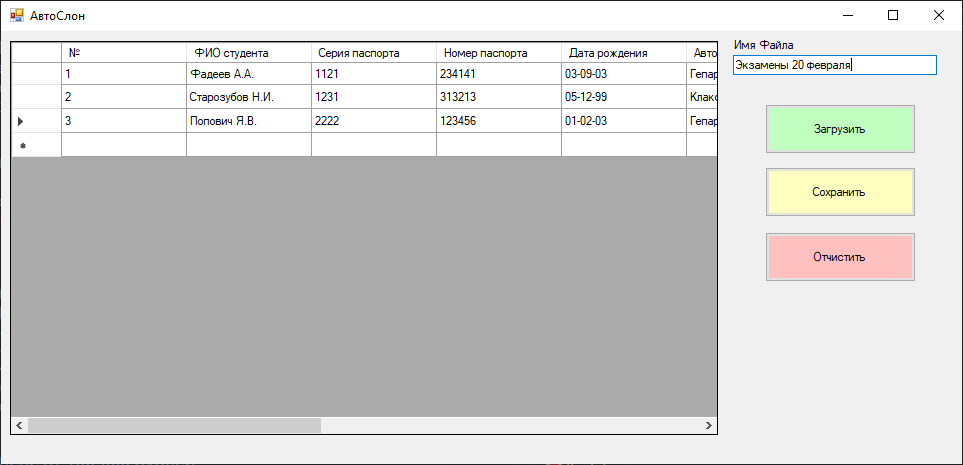 АвтоСлон
Имя Файла
Экзамены 20 февраля
№ ФИО студента Серия паспорта Номер паспорта Дата рождения Авто
1 Фадеев А.А. 1121 234141 03-09-03 Гепар
2 Старозубов Н.И. 1231 313213 05-12-99 Клакс
3 Попович Я.В. 2222 123456 01-02-03 Гепар
Загрузить
Сохранить
Отчистить